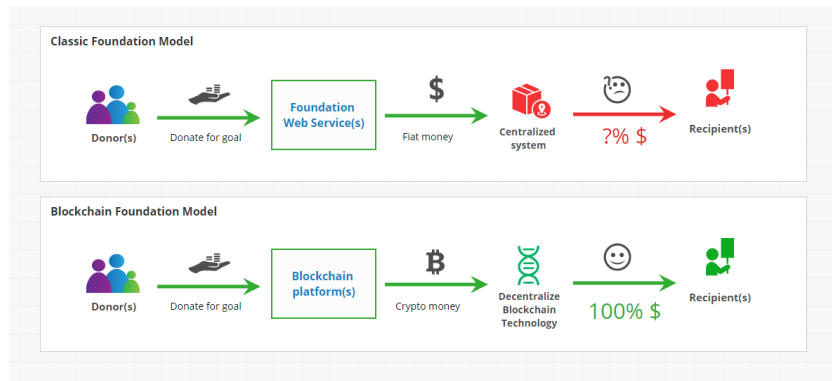 Classic Foundation Model
$
Foundation
Web Service(s)
Donor(s)
Donate for goal
Fiat money
Centralized
system
?% $
Recipient(s)
Blockchain Foundation Model
Blockchain
platform(s)
Donor(s)
Donate for goal
Crypto money
Decentralize
Blockchain
Technology
100% $
Recipient(s)